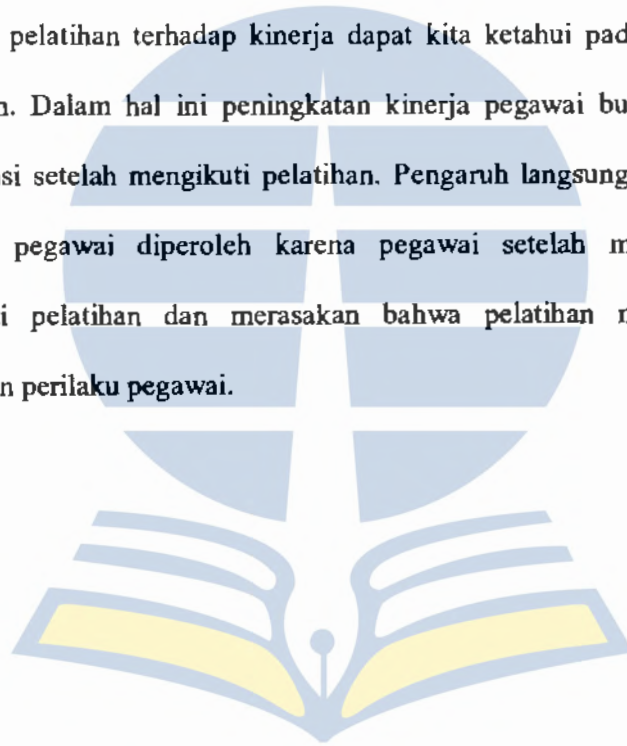 pelatihan terhadap kinerja dapat kita ketahui pad
n. Dalam hal ini peningkatan kinerja pegawai bu
si setelah mengikuti pelatihan. Pengaruh langsung
pegawai diperoleh karena pegawai setelah m
i pelatihan dan merasakan bahwa pelatihan
n perilaku pegawai.